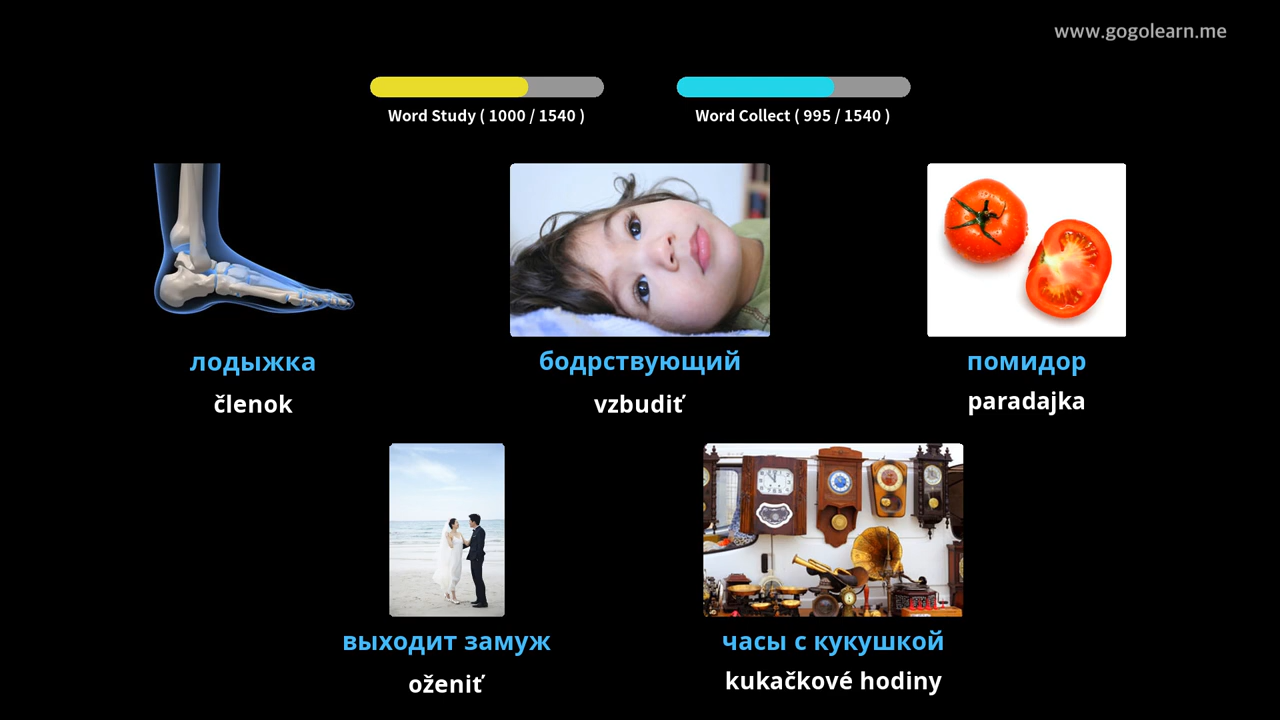 www.gogolearn.me
Word Study ( 1000 / 1540 )
Word Collect ( 995 / 1540 )
лодыжка
бодрствующий
помидор
členok
vzbudiť
paradajka
выходит замуж
часы с кукушкой
oženiť
kukačkové hodiny